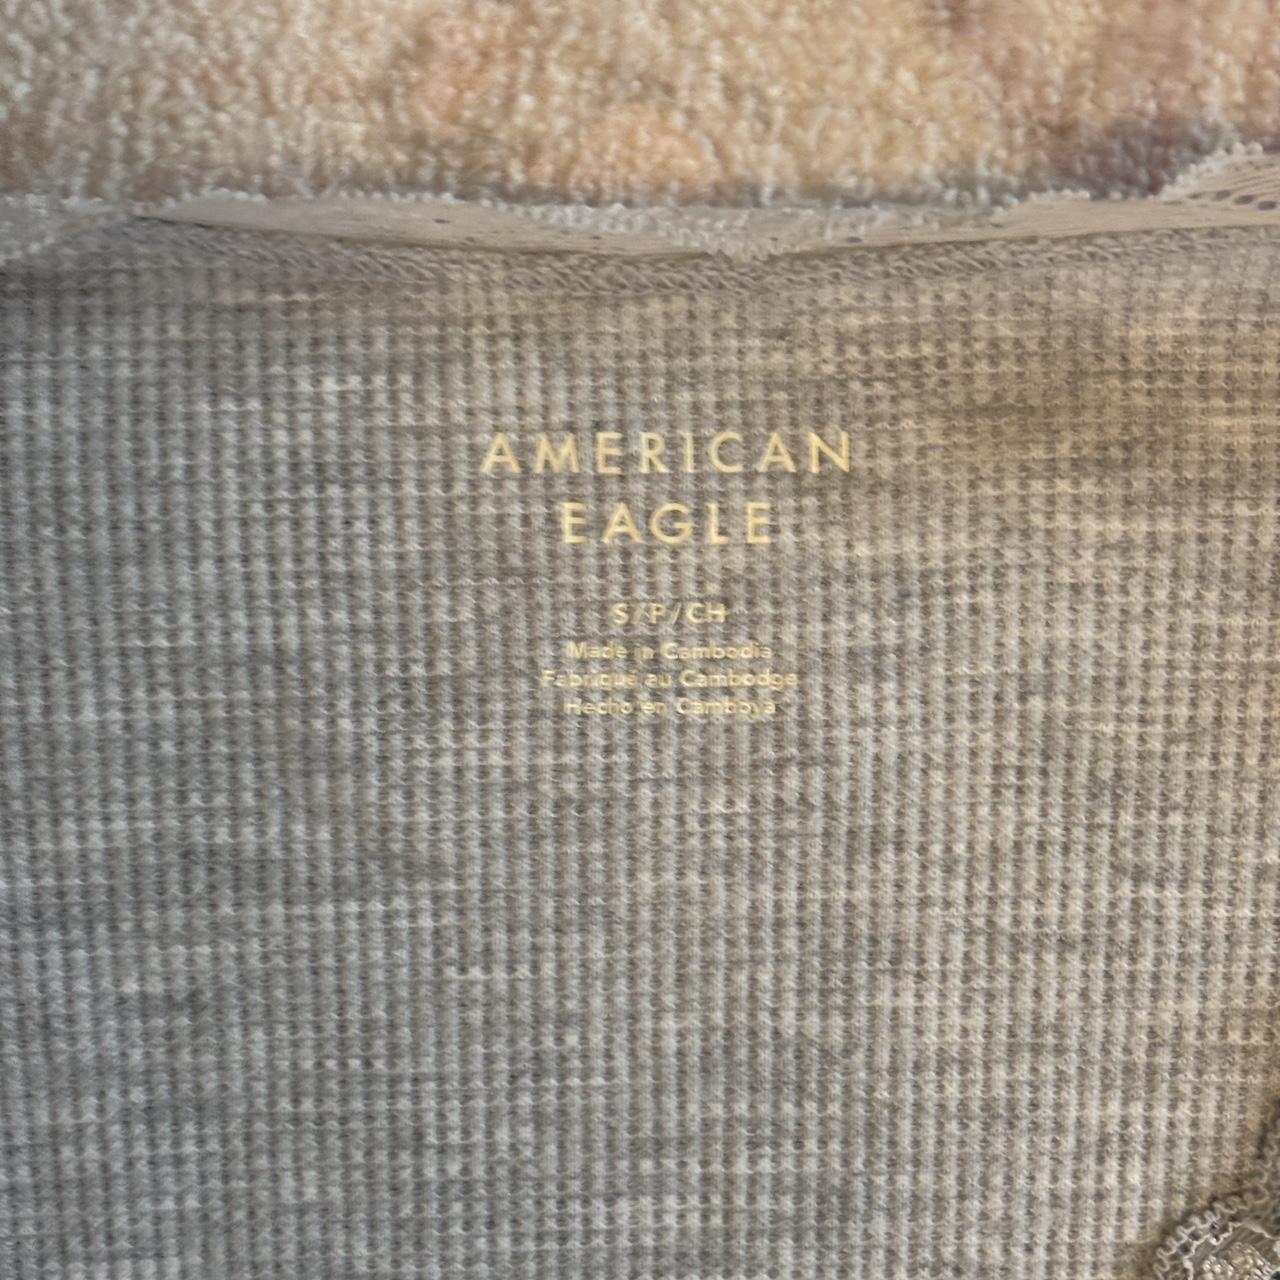 AMERICAN
EAGLE
S/P/CH
Made in Cambodia
Fabriqué au Cambodge
Hecho en Camboya